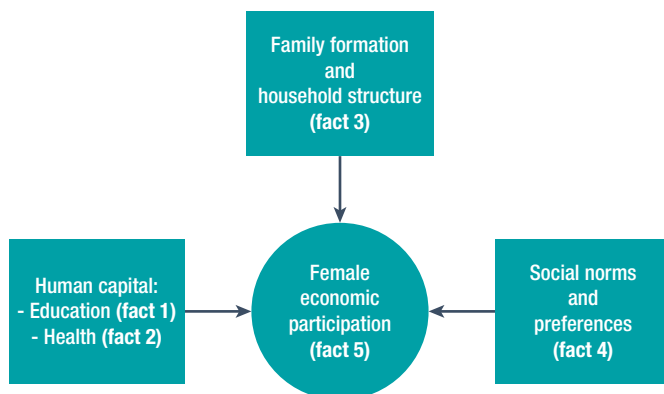 Family formation
and
household structure
(fact 3)
Human capital:
- Education (fact 1)
- Health (fact 2)
Female
economic
participation
(fact 5)
Social norms
and
preferences
(fact 4)